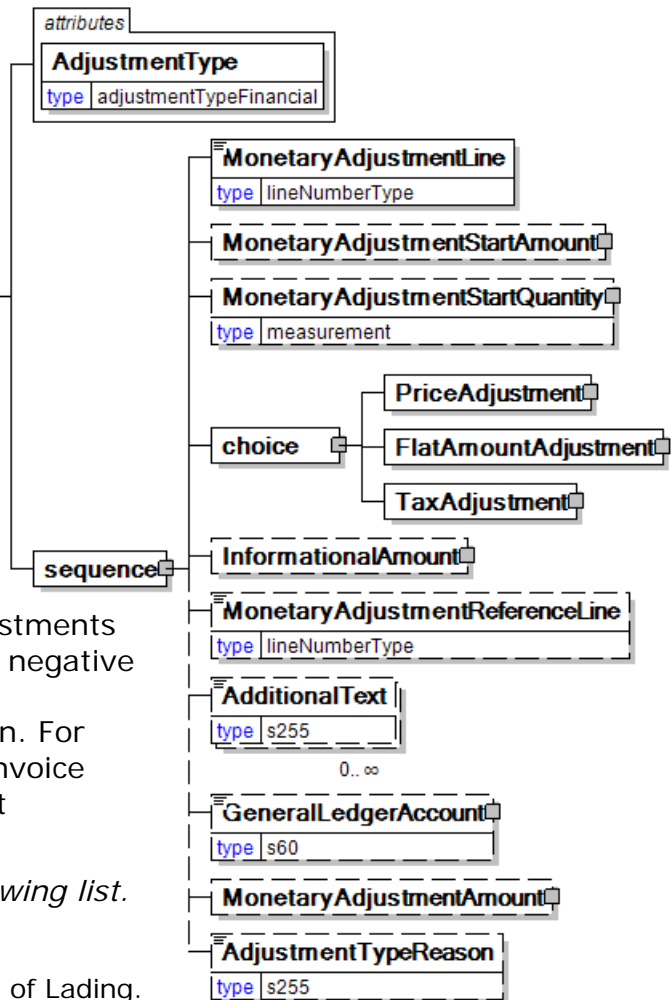 attributes
AdjustmentType
type adjustmentTypeFinancial
MonetaryAdjustmentLine
type lineNumberType
MonetaryAdjustmentStartAmount
MonetaryAdjustmentStartQuantity
type measurement
choice
PriceAdjustment
FlatAmountAdjustment
TaxAdjustment
sequence
InformationalAmount
MonetaryAdjustmentReferenceLine
type lineNumberType
AdditionalText
type s255
0..∞
GeneralLedgerAccount
type s60
MonetaryAdjustmentAmount
AdjustmentTypeReason
type s255
stments
negative
n. For
nvoice
t
wing list.
of Lading.